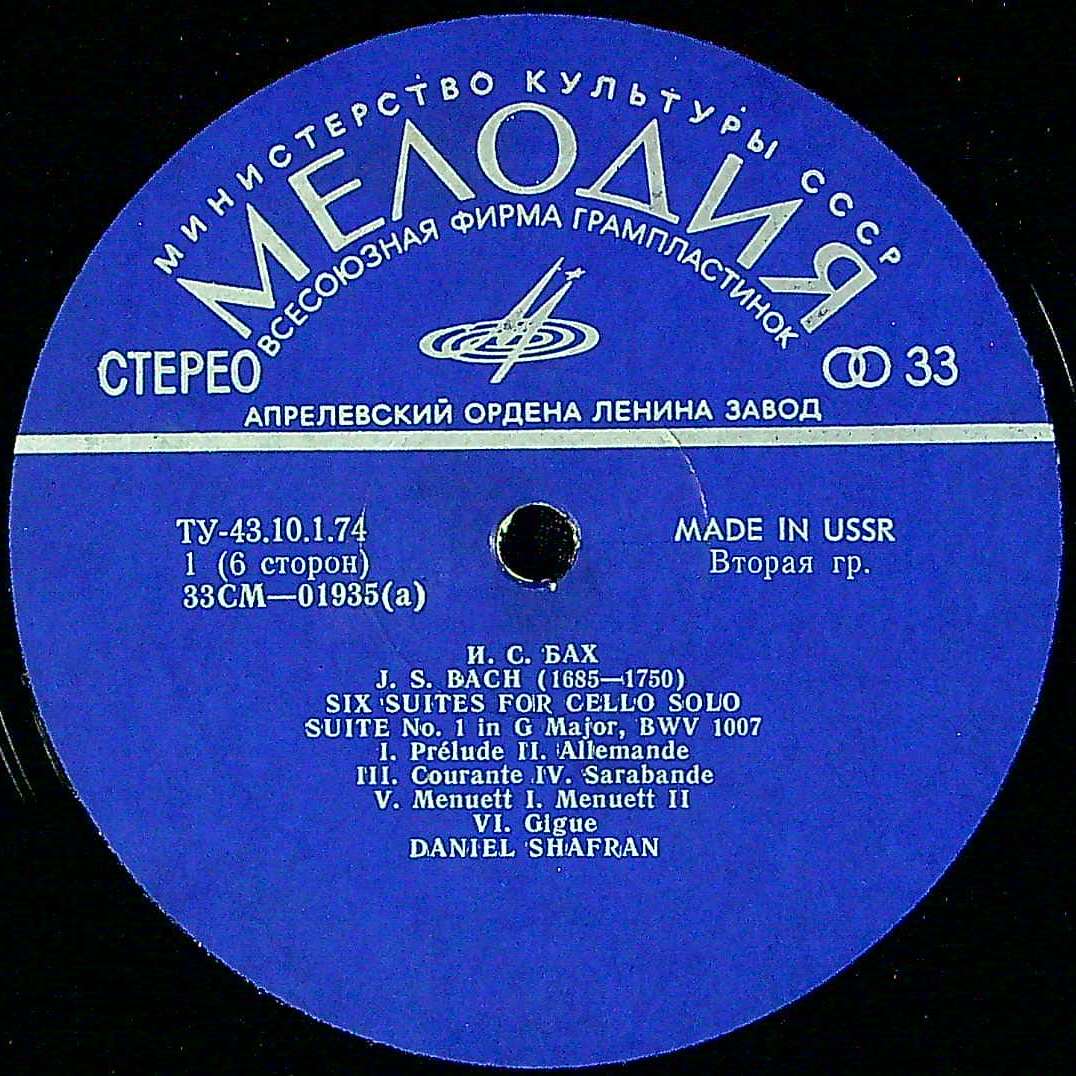 МИНИСТЕРСТВО КУЛЬТУРЫ СССР
МЕЛОДИЯ
ВСЕСОЮЗНАЯ ФИРМА ГРАМПЛАСТИНОК
СТЕРЕО
33
АПРЕЛЕВСКИЙ ОРДЕНА ЛЕНИНА ЗАВОД
ТУ-43.10.1.74
1 (6 сторон)
33СМ—01935(а)
MADE IN USSR
Вторая гр.
И. С. БАХ
J. S. BACH (1685—1750)
SIX SUITES FOR CELLO SOLO
SUITE No. 1 in G Major, BWV 1007
I. Prélude II. Allemande
III. Courante IV. Sarabande
V. Menuett I. Menuett II
VI. Gigue
DANIEL SHAFRAN